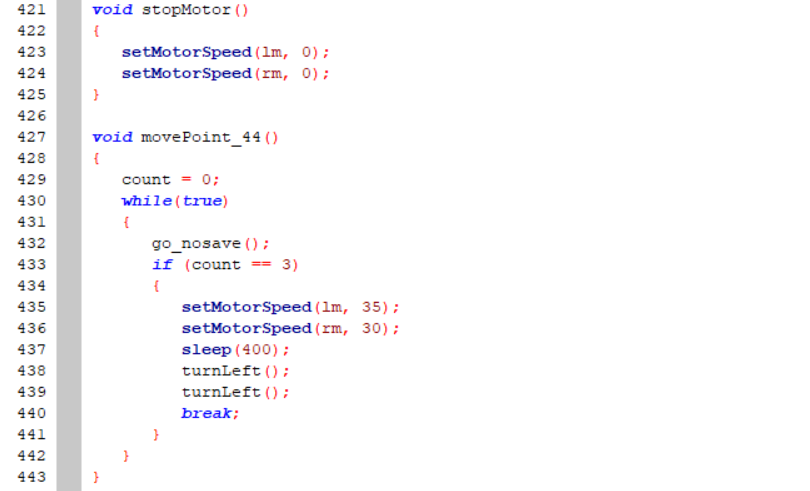 421 void stopMotor()
422 {
423 setMotorSpeed(lm, 0);
424 setMotorSpeed(rm, 0);
425 }
426
427 void movePoint_44()
428 {
429 count = 0;
430 while(true)
431 {
432 go_nosave();
433 if (count == 3)
434 {
435 setMotorSpeed(lm, 35);
436 setMotorSpeed(rm, 30);
437 sleep(400);
438 turnLeft();
439 turnLeft();
440 break;
441 }
442 }
443 }